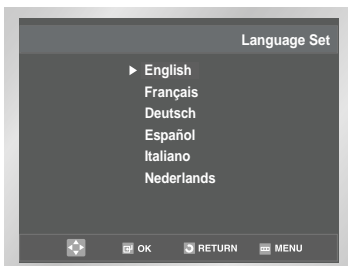 Language Set
► English
Français
Deutsch
Español
Italiano
Nederlands
OK RETURN MENU